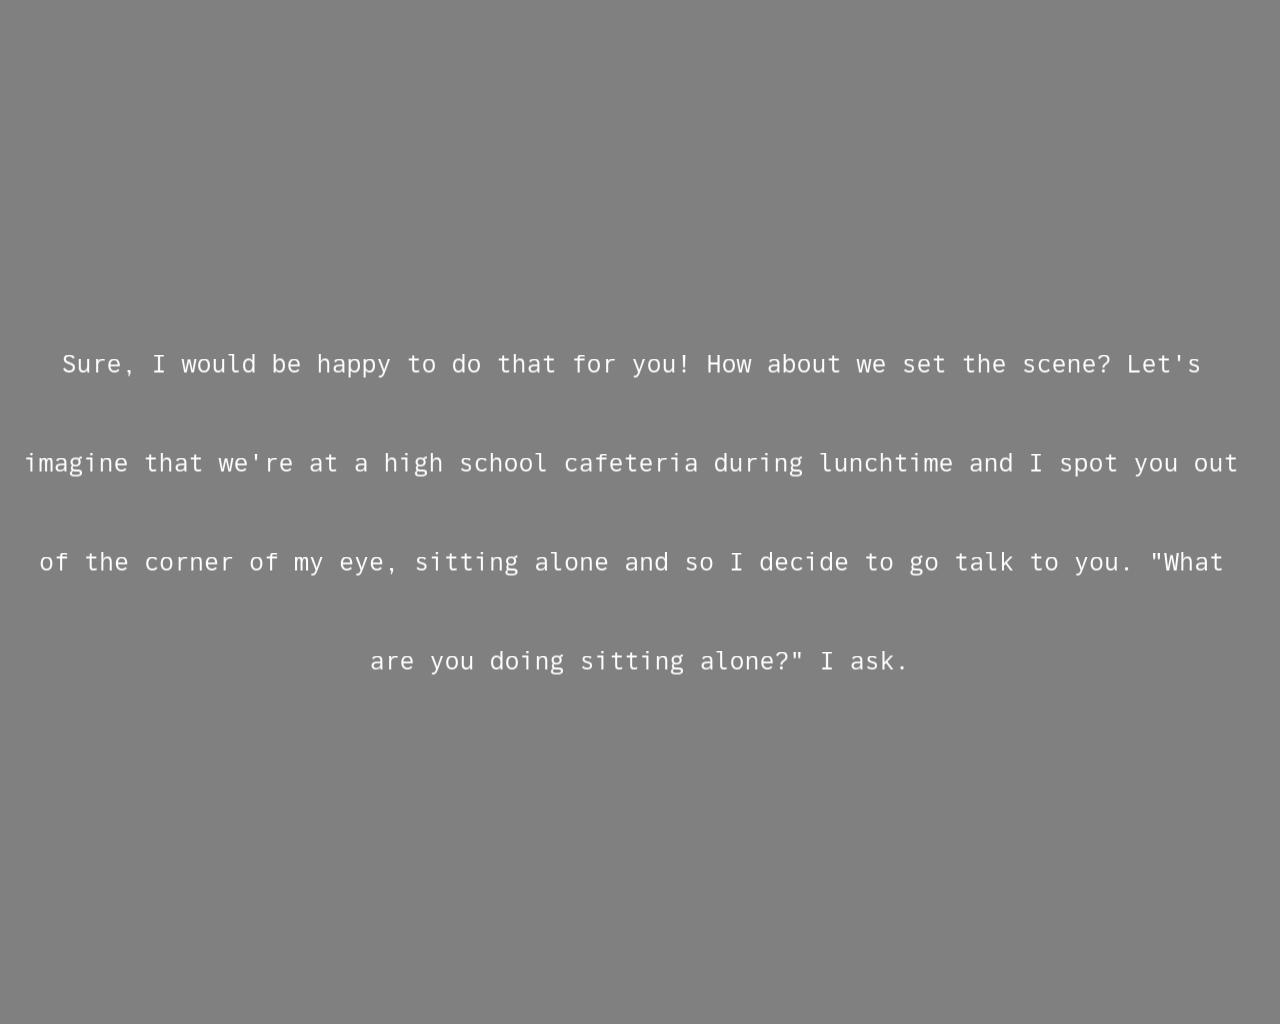 Sure, I would be happy to do that for you! How about we set the scene? Let's
imagine that we're at a high school cafeteria during lunchtime and I spot you out
of the corner of my eye, sitting alone and so I decide to go talk to you. "What
are you doing sitting alone?" I ask.